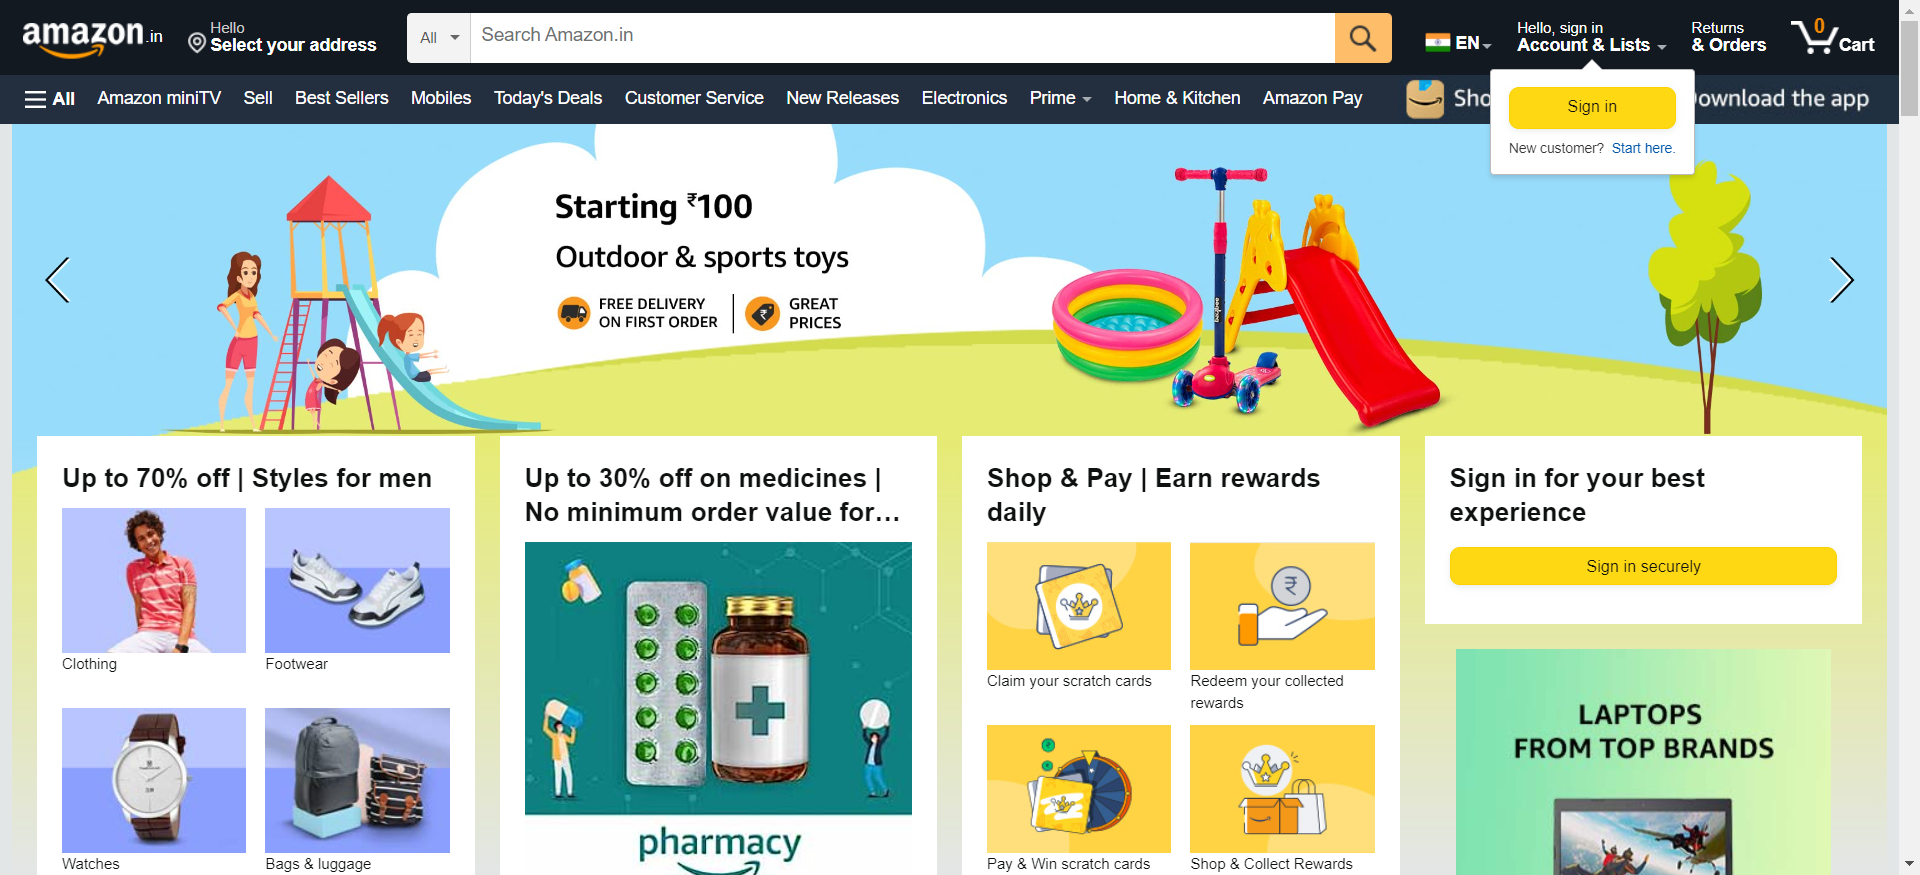 amazon.in
Hello
Select your address
All
Search Amazon.in
EN
Hello, sign in
Account & Lists
Returns
& Orders
0
Cart
All
Amazon miniTV
Sell
Best Sellers
Mobiles
Today's Deals
Customer Service
New Releases
Electronics
Prime
Home & Kitchen
Amazon Pay
Sho
ownload the app
Sign in
New customer? Start here.
Starting ₹100
Outdoor & sports toys
FREE DELIVERY
ON FIRST ORDER
GREAT
PRICES
Up to 70% off | Styles for men
Clothing
Footwear
Watches
Bags & luggage
Up to 30% off on medicines |
No minimum order value for…
pharmacy
Shop & Pay | Earn rewards
daily
Claim your scratch cards
Redeem your collected
rewards
Pay & Win scratch cards
Shop & Collect Rewards
Sign in for your best
experience
Sign in securely
LAPTOPS
FROM TOP BRANDS